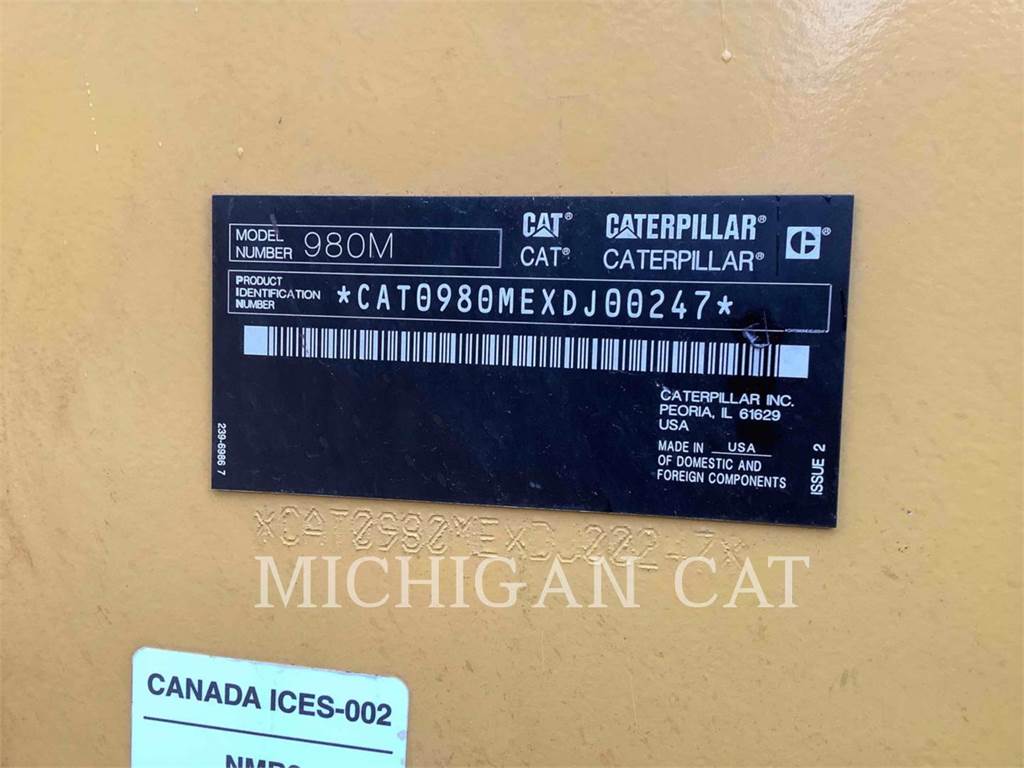 MODEL NUMBER 980M
CAT® CATERPILLAR®
CAT® CATERPILLAR®
PRODUCT IDENTIFICATION NUMBER *CAT0980MEXDJ00247*
CATERPILLAR INC.
PEORIA, IL 61629
USA
MADE IN USA
OF DOMESTIC AND
FOREIGN COMPONENTS
239-6986 7
ISSUE 2
*CAT0980MEXDJ00247*
MICHIGAN CAT
CANADA ICES-002